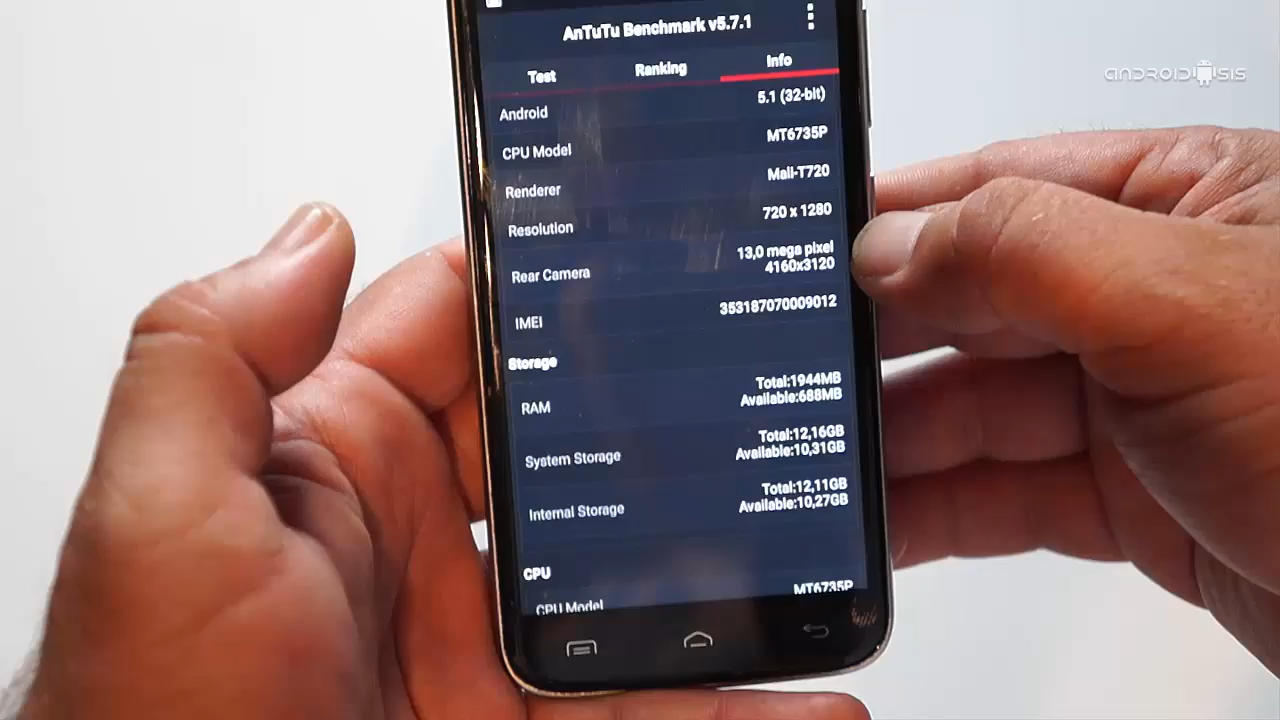 AnTuTu Benchmark v5.7.1
Test Ranking Info
Android 5.1 (32-bit)
CPU Model MT6735P
Renderer Mali-T720
Resolution 720 x 1280
Rear Camera 13,0 mega pixel
4160x3120
IMEI 353187070009012
Storage
RAM Total:1944MB
Available:688MB
System Storage Total:12,16GB
Available:10,31GB
Internal Storage Total:12,11GB
Available:10,27GB
CPU
CPU Model MT6735P
ANDROIDSIS